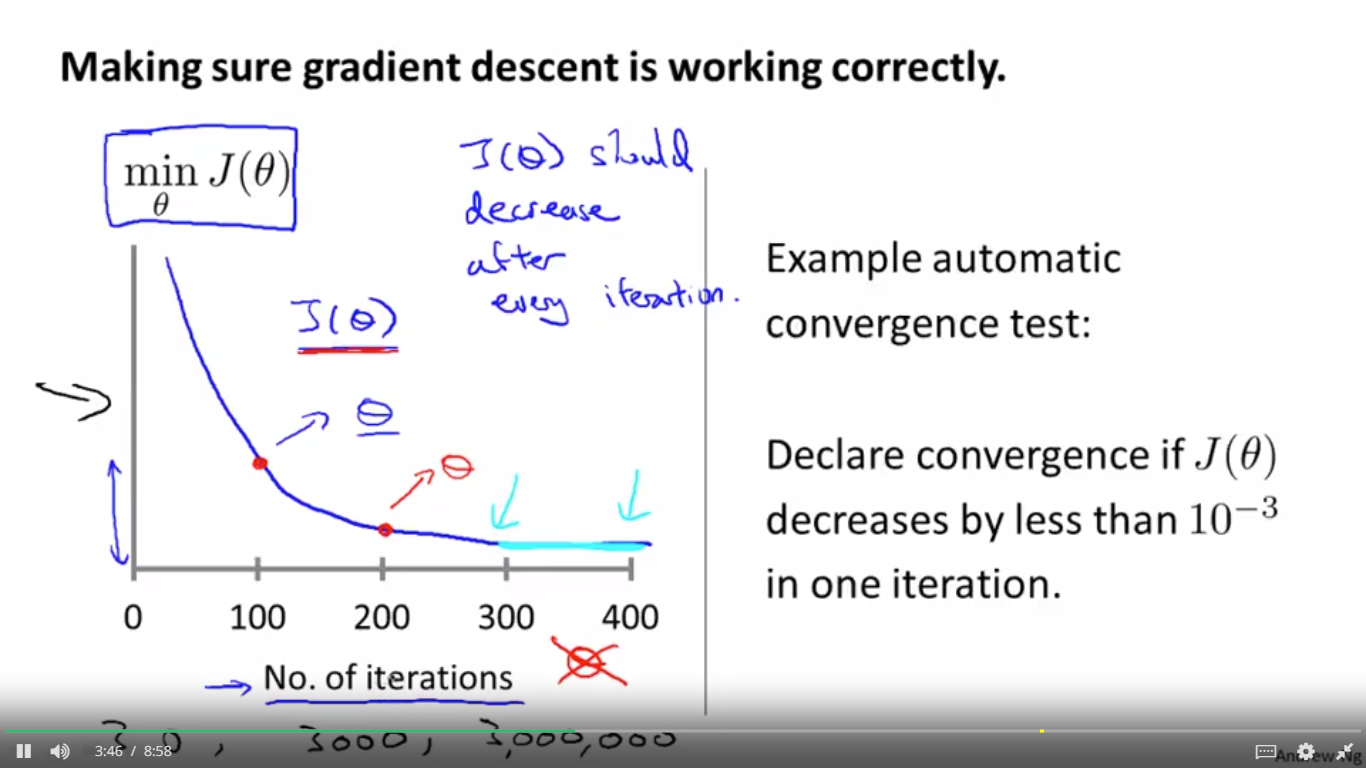 Making sure gradient descent is working correctly.
min J(θ)
θ
J(θ) should
decrease
after
every iteration.
J(θ)
θ
θ
0 100 200 300 400
No. of iterations
θ
3000, 3,000,000
Example automatic
convergence test:
Declare convergence if J(θ)
decreases by less than 10⁻³
in one iteration.
3:46 / 8:58
Andrew Ng